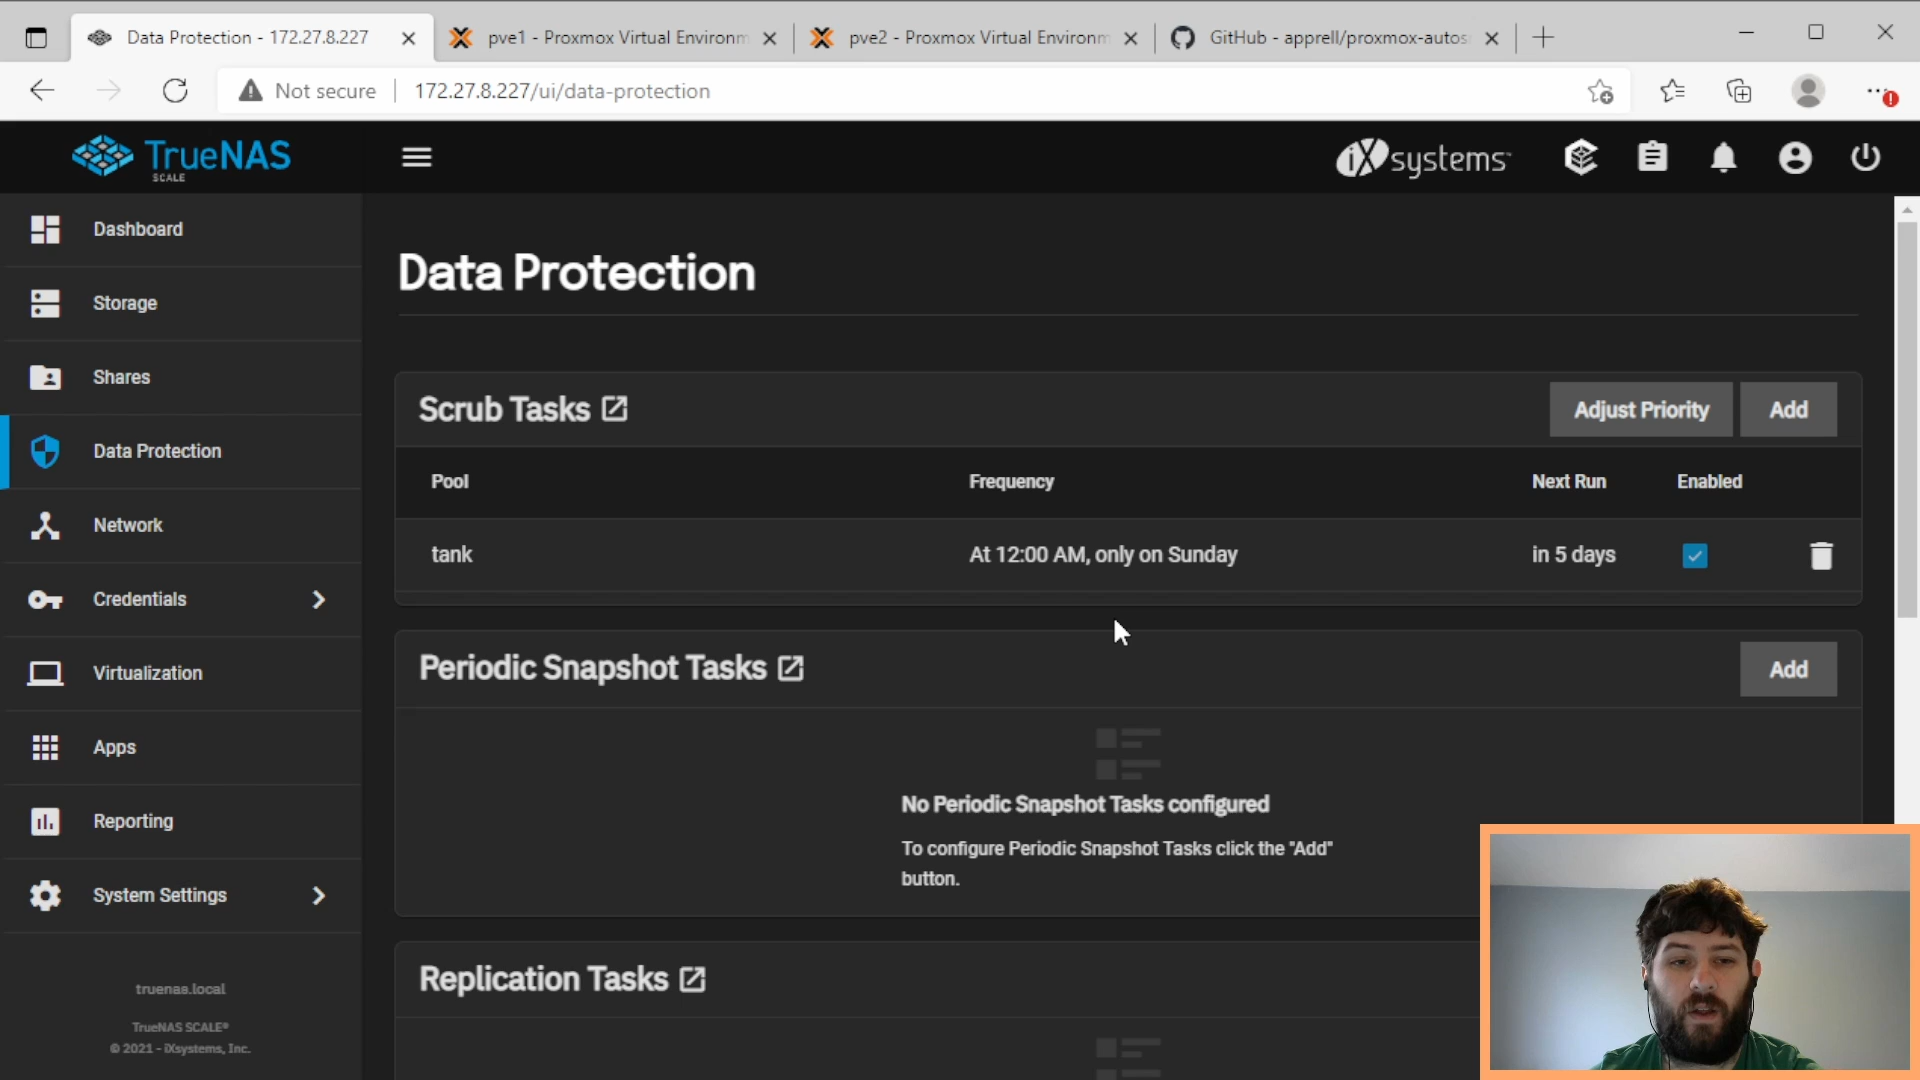 Data Protection - 172.27.8.227
pve1 - Proxmox Virtual Environm
pve2 - Proxmox Virtual Environm
GitHub - apprell/proxmox-autos
Not secure
172.27.8.227/ui/data-protection
TrueNAS
SCALE
iXsystems
Dashboard
Storage
Shares
Data Protection
Network
Credentials
Virtualization
Apps
Reporting
System Settings
truenas.local
TrueNAS SCALE®
© 2021 - iXsystems, Inc.
Data Protection
Scrub Tasks
Adjust Priority
Add
Pool
Frequency
Next Run
Enabled
tank
At 12:00 AM, only on Sunday
in 5 days
Periodic Snapshot Tasks
Add
No Periodic Snapshot Tasks configured
To configure Periodic Snapshot Tasks click the "Add"
button.
Replication Tasks